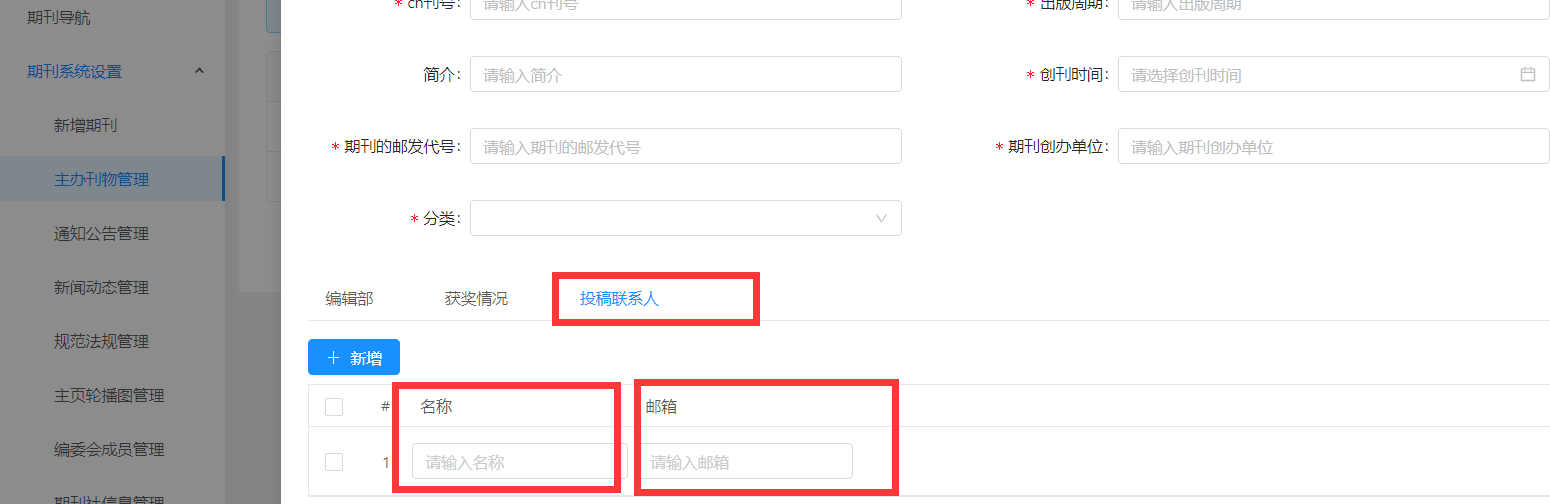 期刊导航
期刊系统设置
新增期刊
主办刊物管理
通知公告管理
新闻动态管理
规范法规管理
主页轮播图管理
编委会成员管理
期刊社信息管理
* cn刊号: 请输入cn刊号
* 出版周期: 请输入出版周期
简介: 请输入简介
* 创刊时间: 请选择创刊时间
* 期刊的邮发代号: 请输入期刊的邮发代号
* 期刊创办单位: 请输入期刊创办单位
* 分类:
编辑部 获奖情况 投稿联系人
+ 新增
# 名称 邮箱
1 请输入名称 请输入邮箱